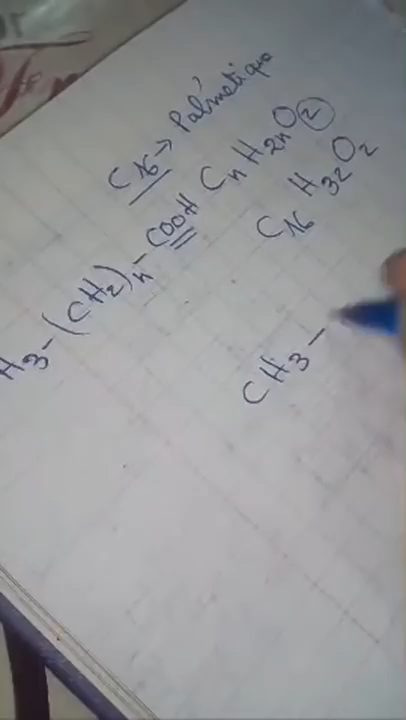 C16 → Palmétique
CnH2nO2
C16 H32 O2
H3-(CH2)n-COOH
CH3-